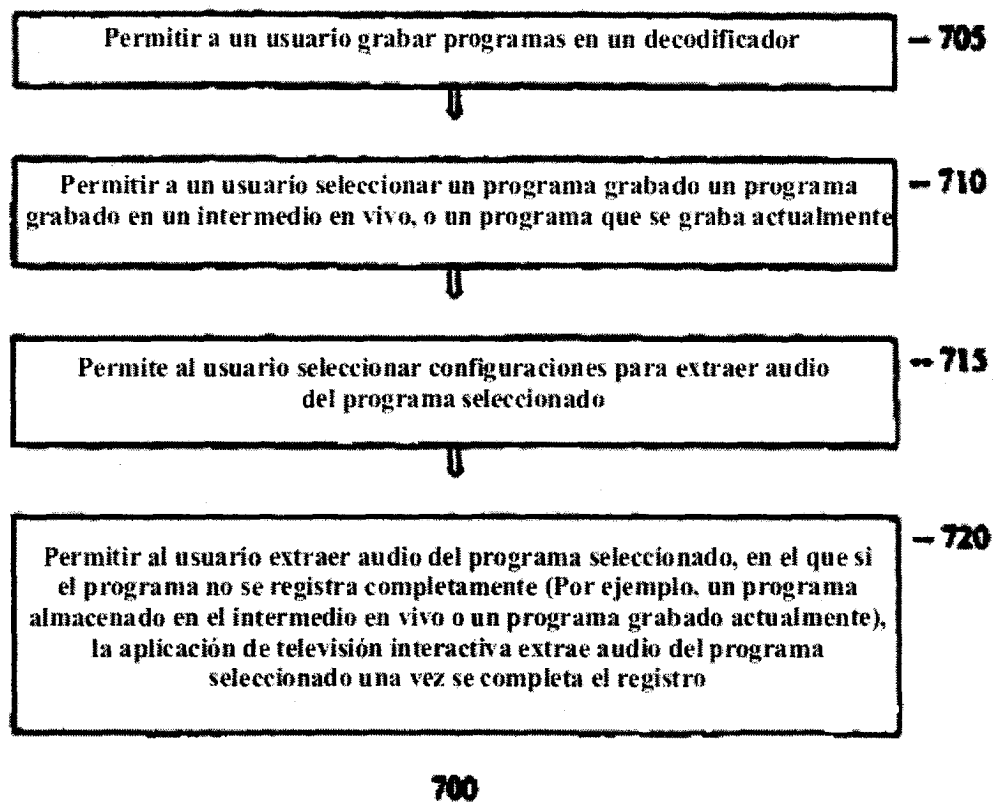 Permitir a un usuario grabar programas en un decodificador
– 705
Permitir a un usuario seleccionar un programa grabado un programa
grabado en un intermedio en vivo, o un programa que se graba actualmente
– 710
Permite al usuario seleccionar configuraciones para extraer audio
del programa seleccionado
– 715
Permitir al usuario extraer audio del programa seleccionado, en el que si
el programa no se registra completamente (Por ejemplo. un programa
almacenado en el intermedio en vivo o un programa grabado actualmente),
la aplicación de televisión interactiva extrae audio del programa
seleccionado una vez se completa el registro
– 720
700